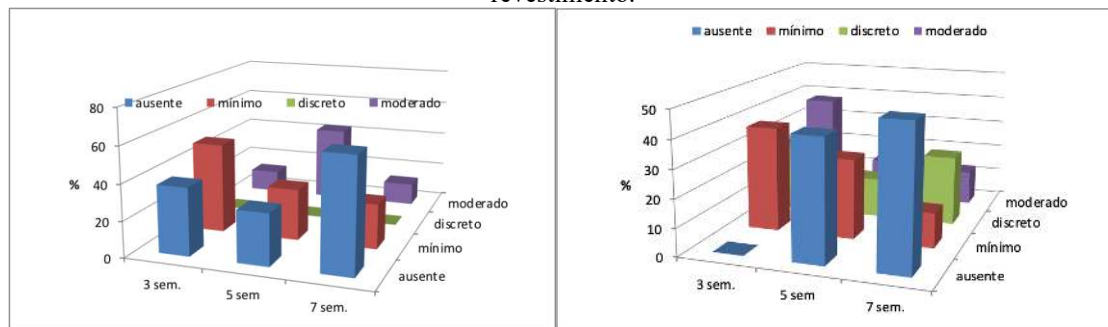 revestimento.
ausente mínimo discreto moderado
80
60
40
20
0
%
3 sem.
5 sem
7 sem.
ausente
mínimo
discreto
moderado
ausente mínimo discreto moderado
50
40
30
20
10
0
%
3 sem.
5 sem
7 sem.
ausente
mínimo
discreto
moderado